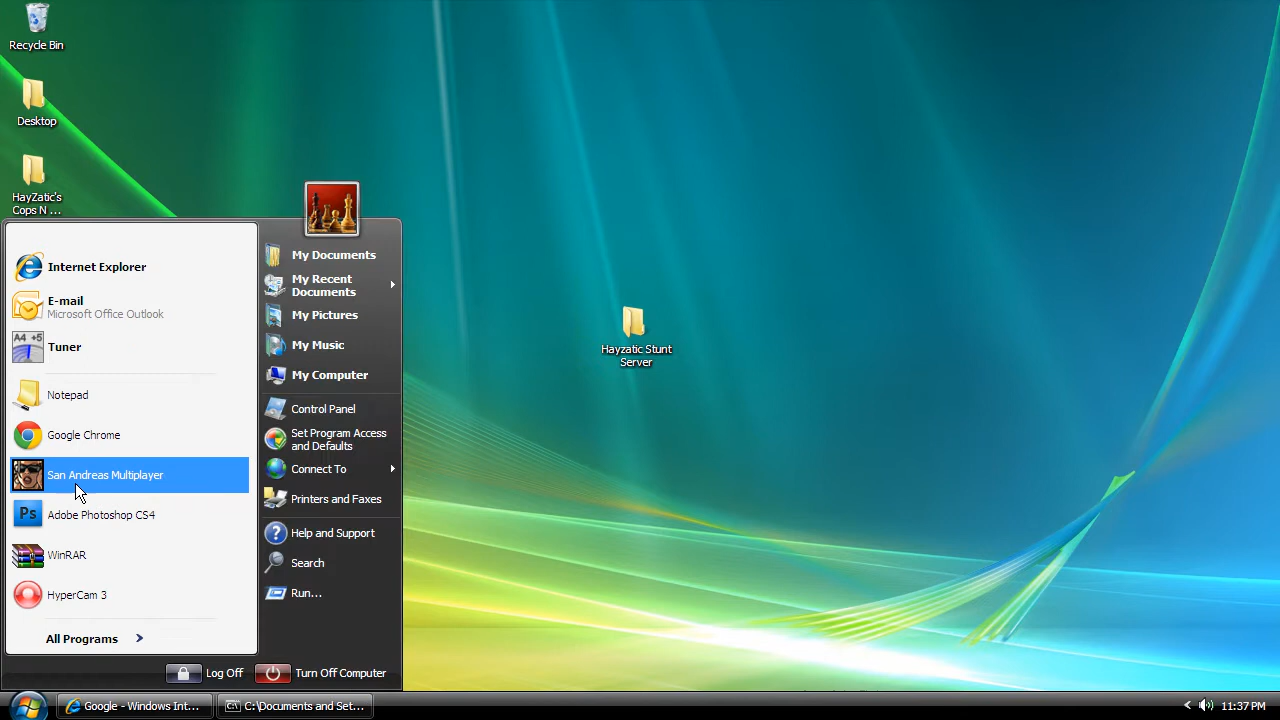 Recycle Bin
Desktop
HayZatic's
Cops N ...
Hayzatic Stunt
Server
Internet Explorer
E-mail
Microsoft Office Outlook
A4 +5
Tuner
Notepad
Google Chrome
San Andreas Multiplayer
Ps
Adobe Photoshop CS4
WinRAR
HyperCam 3
All Programs
My Documents
My Recent
Documents
My Pictures
My Music
My Computer
Control Panel
Set Program Access
and Defaults
Connect To
Printers and Faxes
Help and Support
Search
Run...
Log Off
Turn Off Computer
Google - Windows Int...
C:\Documents and Set...
11:37 PM